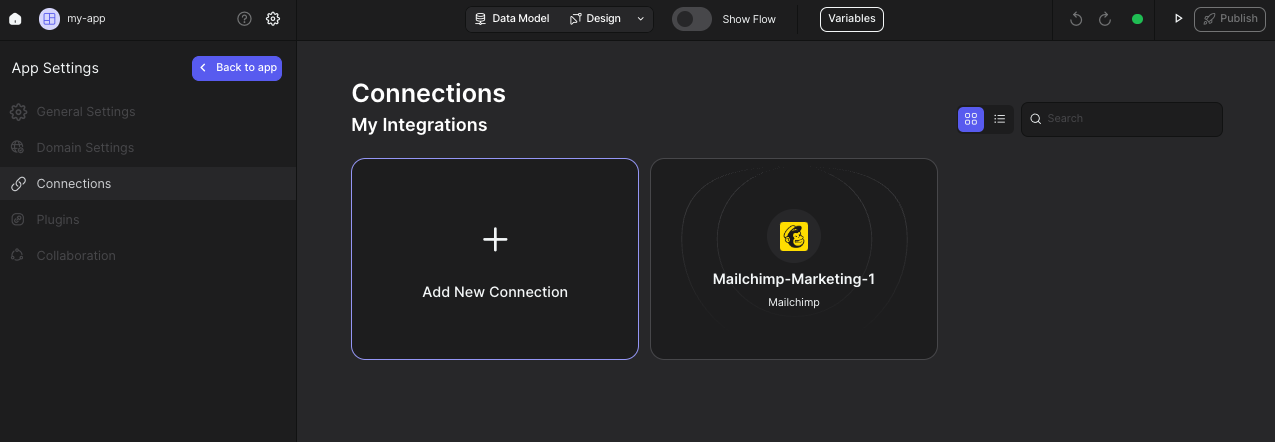 my-app
Data Model
Design
Show Flow
Variables
Publish
App Settings
Back to app
General Settings
Domain Settings
Connections
Plugins
Collaboration
Connections
My Integrations
Search
Add New Connection
Mailchimp-Marketing-1
Mailchimp